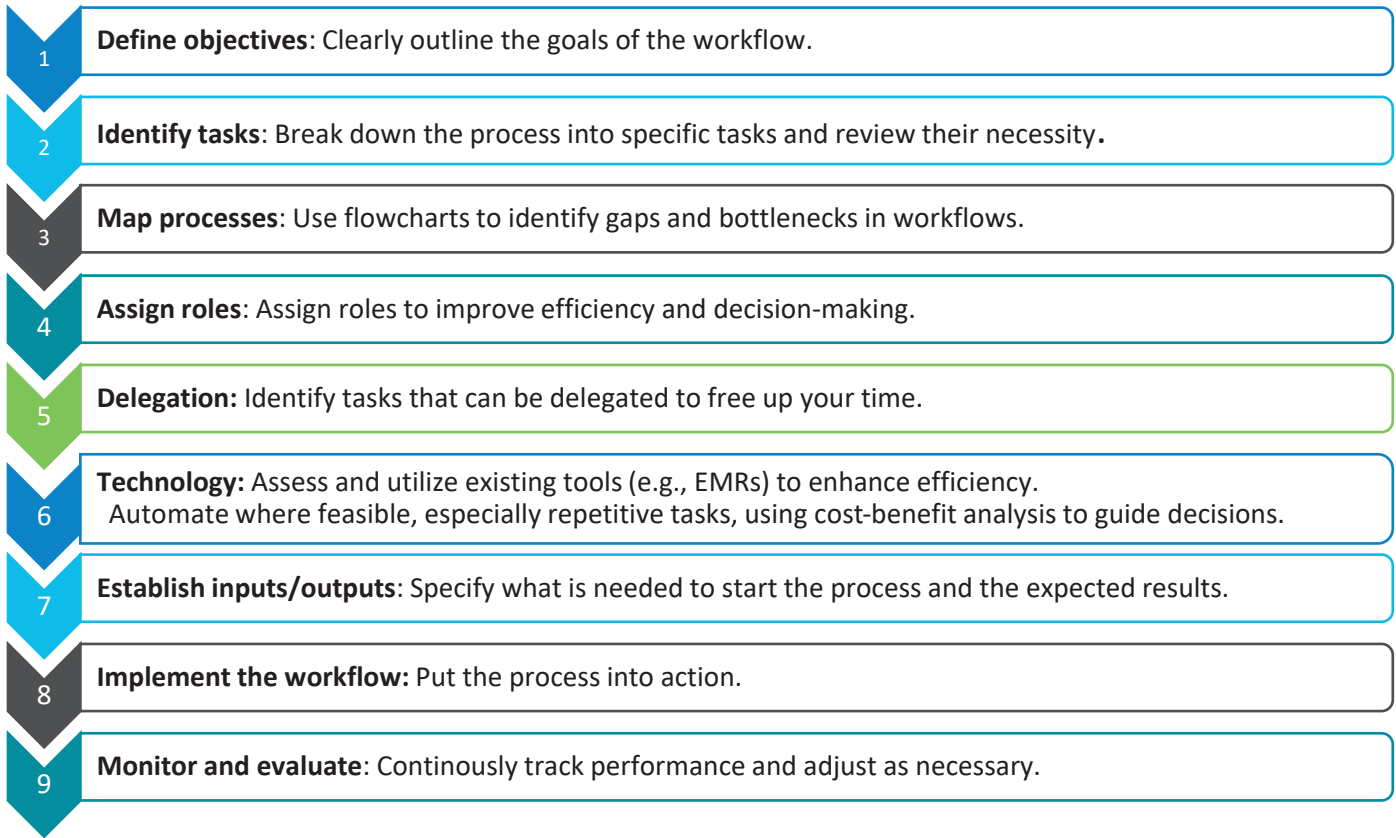 1
Define objectives: Clearly outline the goals of the workflow.
2
Identify tasks: Break down the process into specific tasks and review their necessity.
3
Map processes: Use flowcharts to identify gaps and bottlenecks in workflows.
4
Assign roles: Assign roles to improve efficiency and decision-making.
5
Delegation: Identify tasks that can be delegated to free up your time.
6
Technology: Assess and utilize existing tools (e.g., EMRs) to enhance efficiency.
Automate where feasible, especially repetitive tasks, using cost-benefit analysis to guide decisions.
7
Establish inputs/outputs: Specify what is needed to start the process and the expected results.
8
Implement the workflow: Put the process into action.
9
Monitor and evaluate: Continously track performance and adjust as necessary.